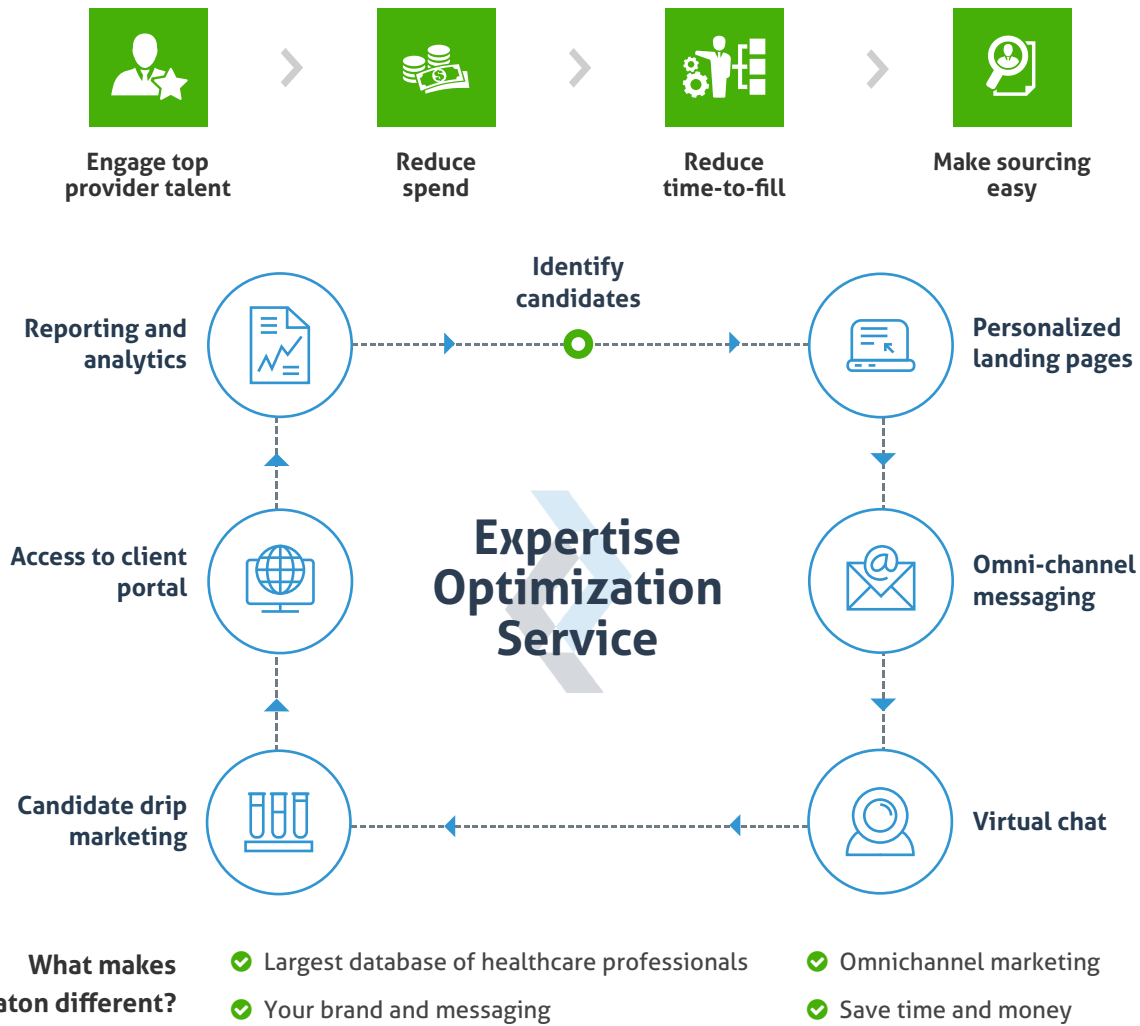 Engage top
provider talent
Reduce
spend
Reduce
time-to-fill
Make sourcing
easy
Identify
candidates
Reporting and
analytics
Personalized
landing pages
Access to client
portal
Expertise
Optimization
Service
Omni-channel
messaging
Candidate drip
marketing
Virtual chat
What makes
different?
Largest database of healthcare professionals
Omnichannel marketing
Your brand and messaging
Save time and money